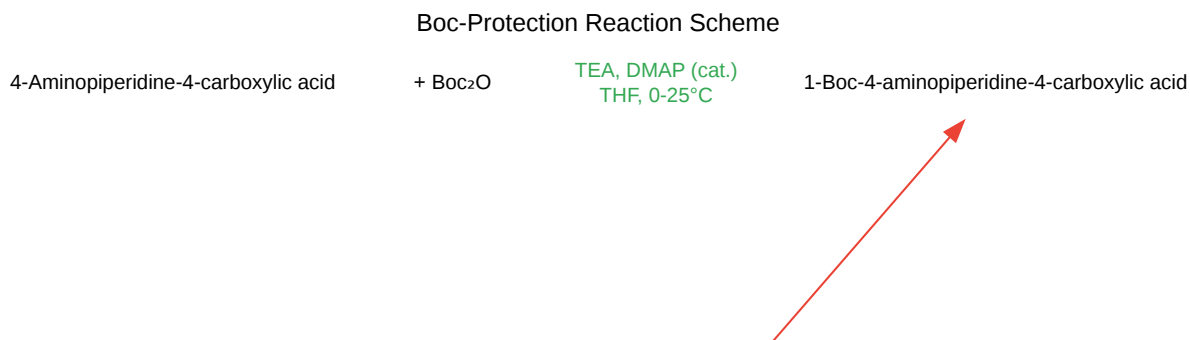 Boc-Protection Reaction Scheme
4-Aminopiperidine-4-carboxylic acid
+ Boc₂O
TEA, DMAP (cat.)
THF, 0-25°C
1-Boc-4-aminopiperidine-4-carboxylic acid